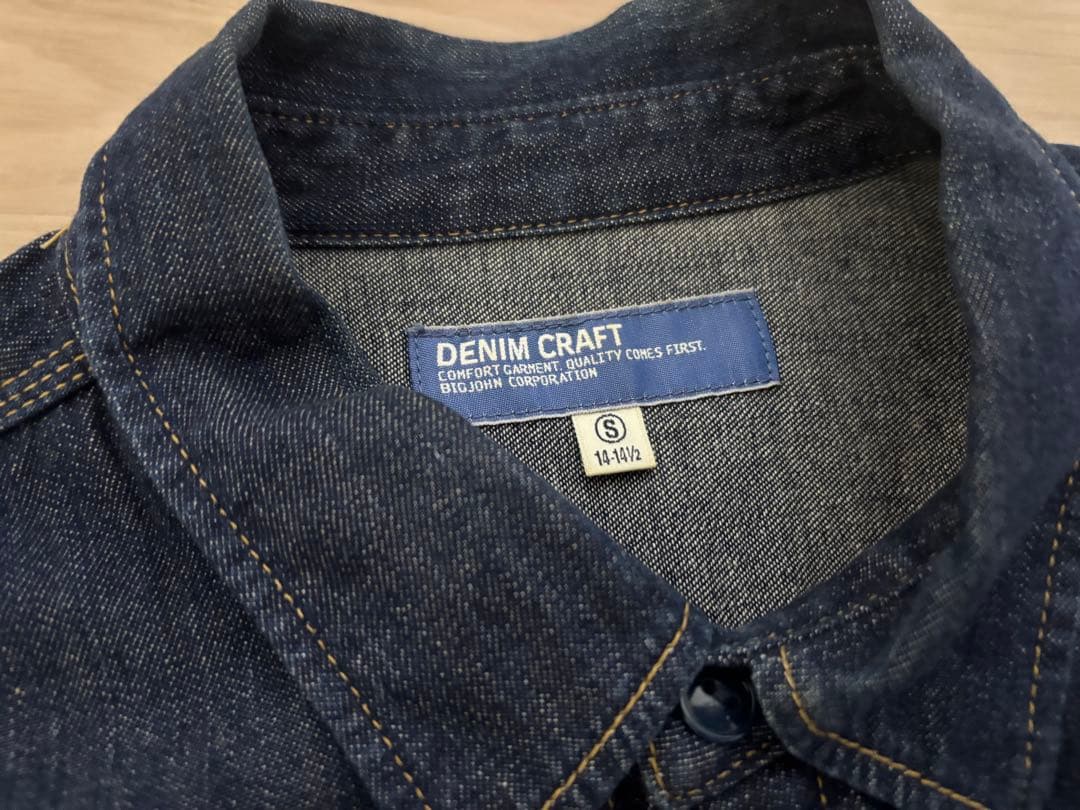 DENIM CRAFT
COMFORT GARMENT. QUALITY COMES FIRST.
BIGJOHN CORPORATION
S
14-14½